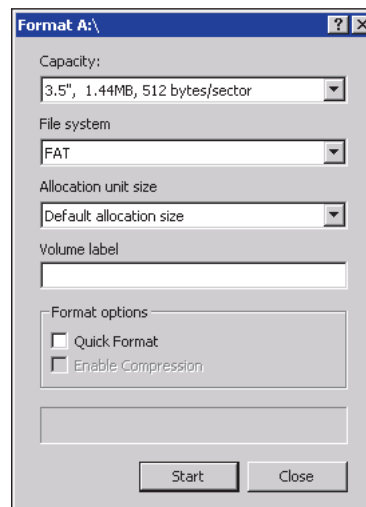 Format A:\
Capacity:
3.5", 1.44MB, 512 bytes/sector
File system
FAT
Allocation unit size
Default allocation size
Volume label
Format options
Quick Format
Enable Compression
Start Close